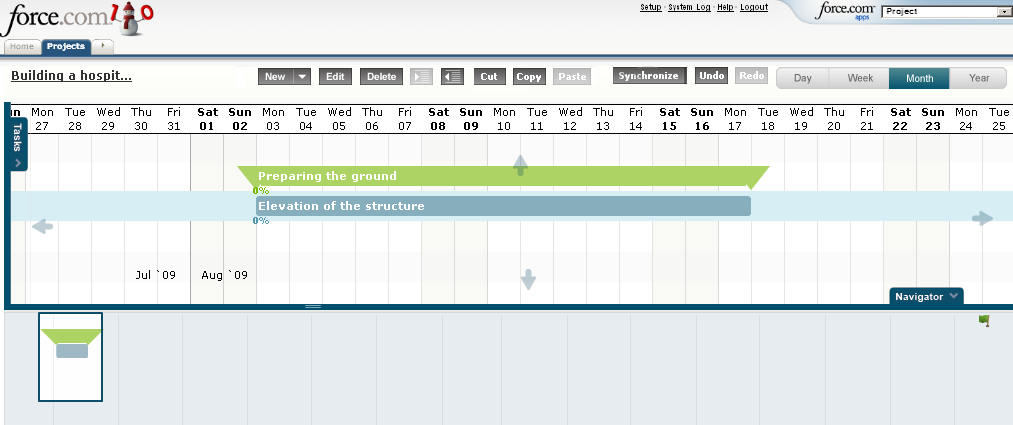 force.com 100
Setup · System Log · Help · Logout
force.com apps
Project
Home
Projects
Building a hospit...
New
Edit
Delete
Cut
Copy
Paste
Synchronize
Undo
Redo
Day
Week
Month
Year
un Mon Tue Wed Thu Fri Sat Sun Mon Tue Wed Thu Fri Sat Sun Mon Tue Wed Thu Fri Sat Sun Mon Tue Wed Thu Fri Sat Sun Mon Tue
27 28 29 30 31 01 02 03 04 05 06 07 08 09 10 11 12 13 14 15 16 17 18 19 20 21 22 23 24 25
Tasks
Preparing the ground
0%
Elevation of the structure
0%
Jul `09
Aug `09
Navigator